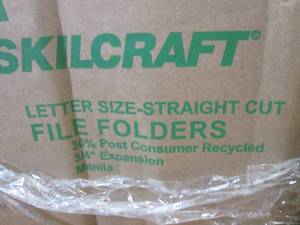 SKILCRAFT®
LETTER SIZE-STRAIGHT CUT
FILE FOLDERS
30% Post Consumer Recycled
3/4" Expansion
Manila